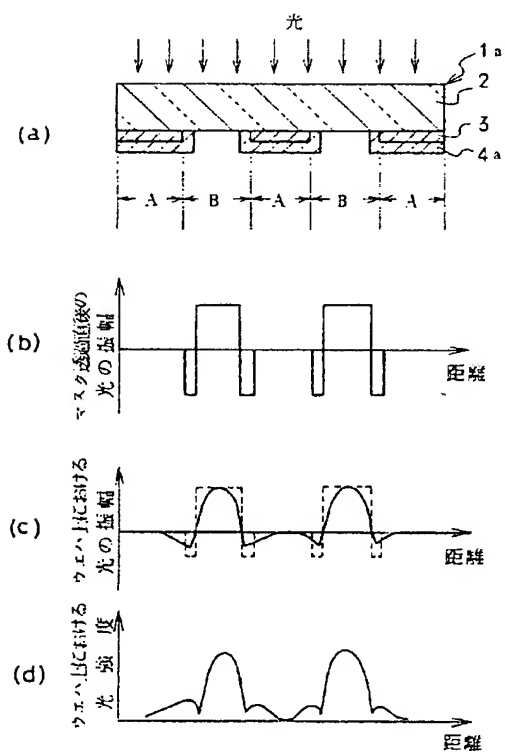 光
1a
2
3
4a
(a)
A B A B A
(b)
マスク透過直後の
光の振幅
距離
(c)
ウエハ上における
光の振幅
距離
(d)
ウエハ上における
光強度
距離